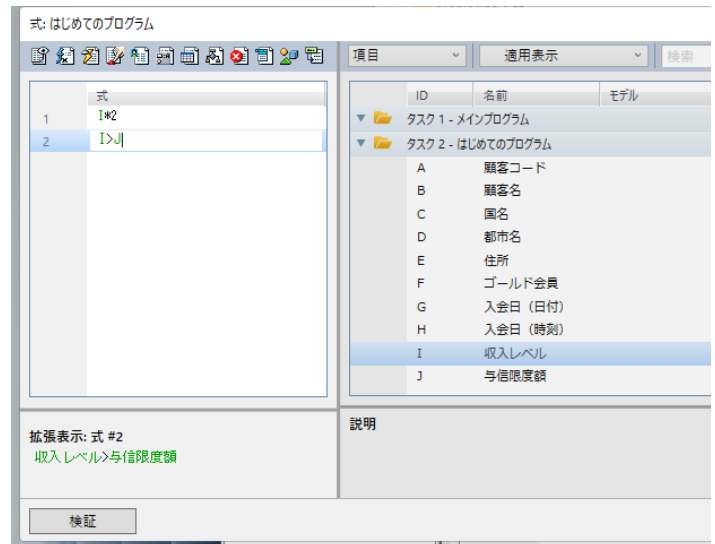 式: はじめてのプログラム
項目 適用表示 検索
式
1 I*2
2 I>J
ID 名前 モデル
タスク 1 - メインプログラム
タスク 2 - はじめてのプログラム
A 顧客コード
B 顧客名
C 国名
D 都市名
E 住所
F ゴールド会員
G 入会日（日付）
H 入会日（時刻）
I 収入レベル
J 与信限度額
拡張表示: 式 #2
収入レベル>与信限度額
説明
検証